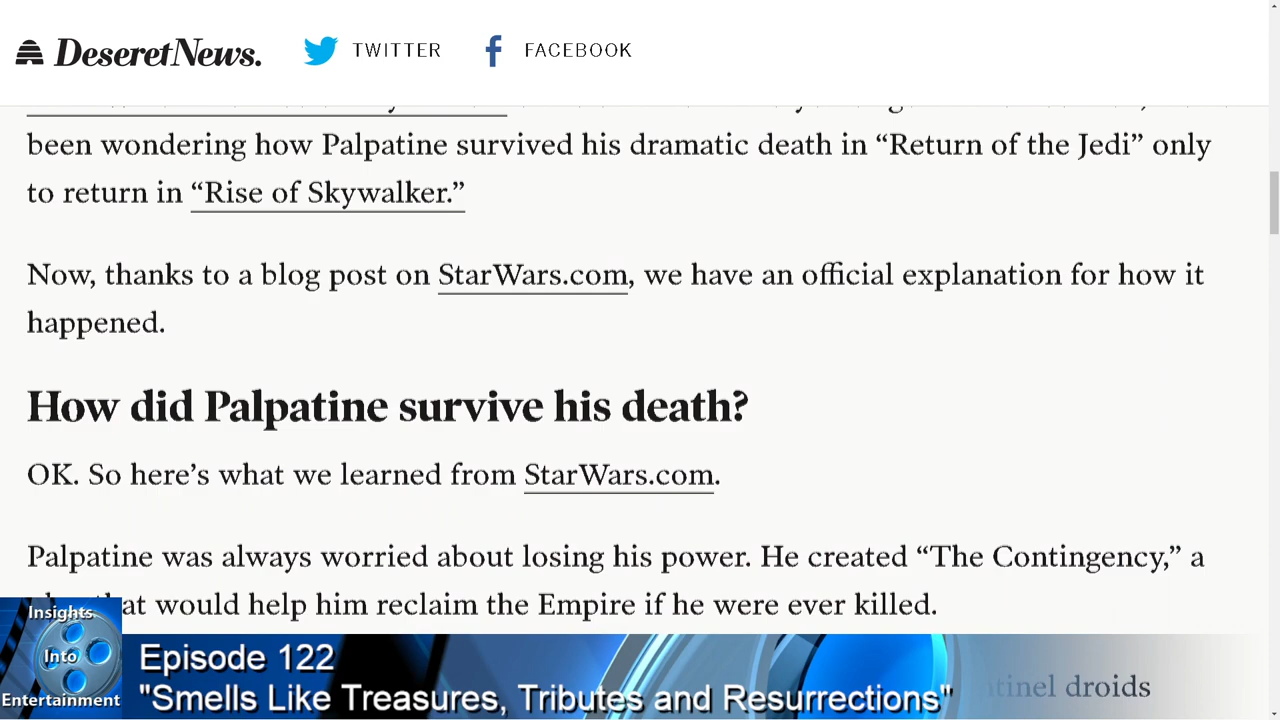 DeseretNews.
TWITTER
FACEBOOK
been wondering how Palpatine survived his dramatic death in “Return of the Jedi” only
to return in “Rise of Skywalker.”
Now, thanks to a blog post on StarWars.com, we have an official explanation for how it
happened.
How did Palpatine survive his death?
OK. So here’s what we learned from StarWars.com.
Palpatine was always worried about losing his power. He created “The Contingency,” a
that would help him reclaim the Empire if he were ever killed.
droids
Insights
Into
Entertainment
Episode 122
"Smells Like Treasures, Tributes and Resurrections"